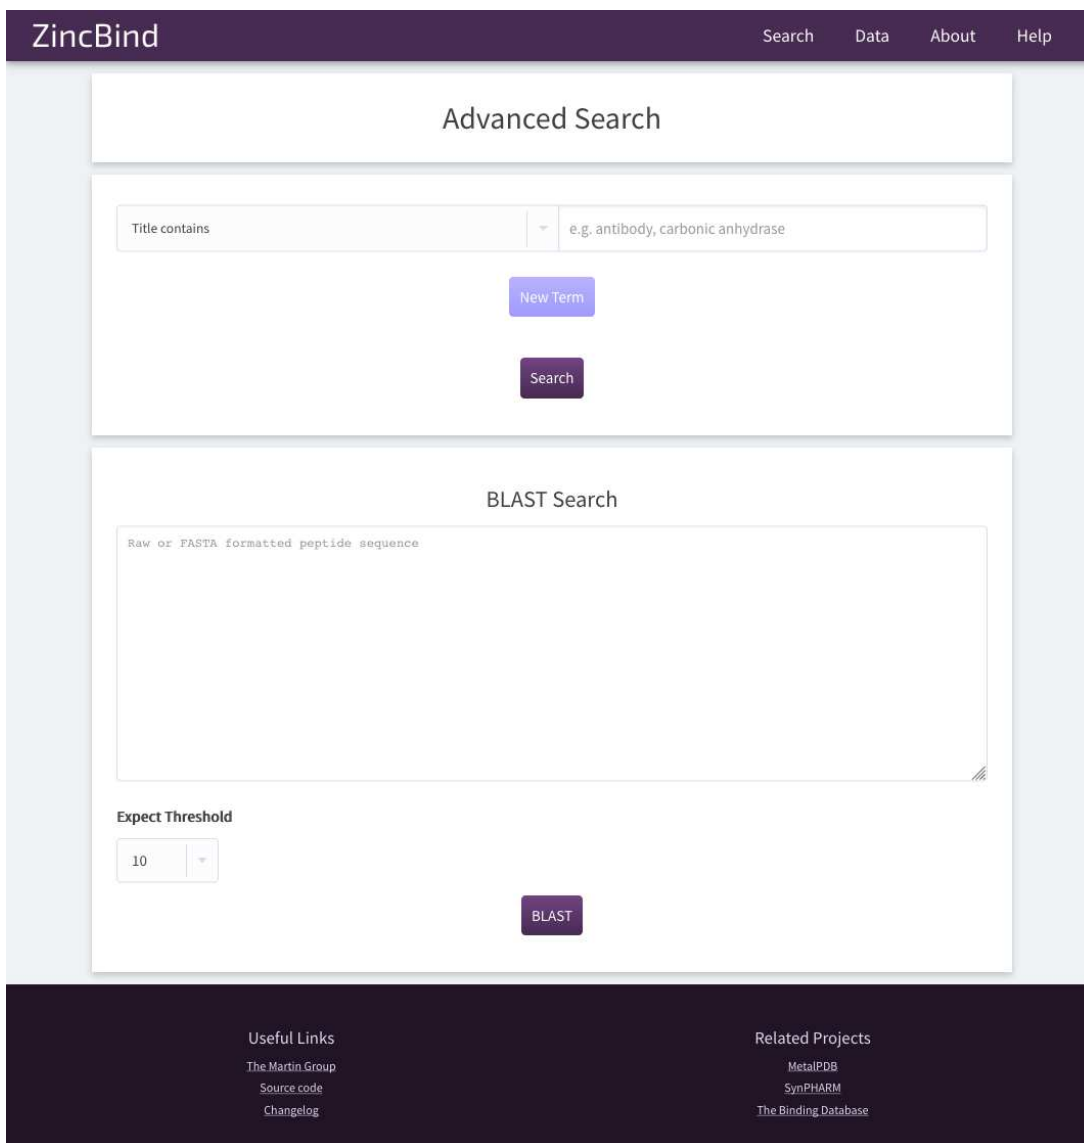 ZincBind Search Data About Help
Advanced Search
Title contains e.g. antibody, carbonic anhydrase
New Term
Search
BLAST Search
Raw or FASTA formatted peptide sequence
Expect Threshold
10
BLAST
Useful Links
The Martin Group
Source code
Changelog
Related Projects
MetalPDB
SynPHARM
The Binding Database